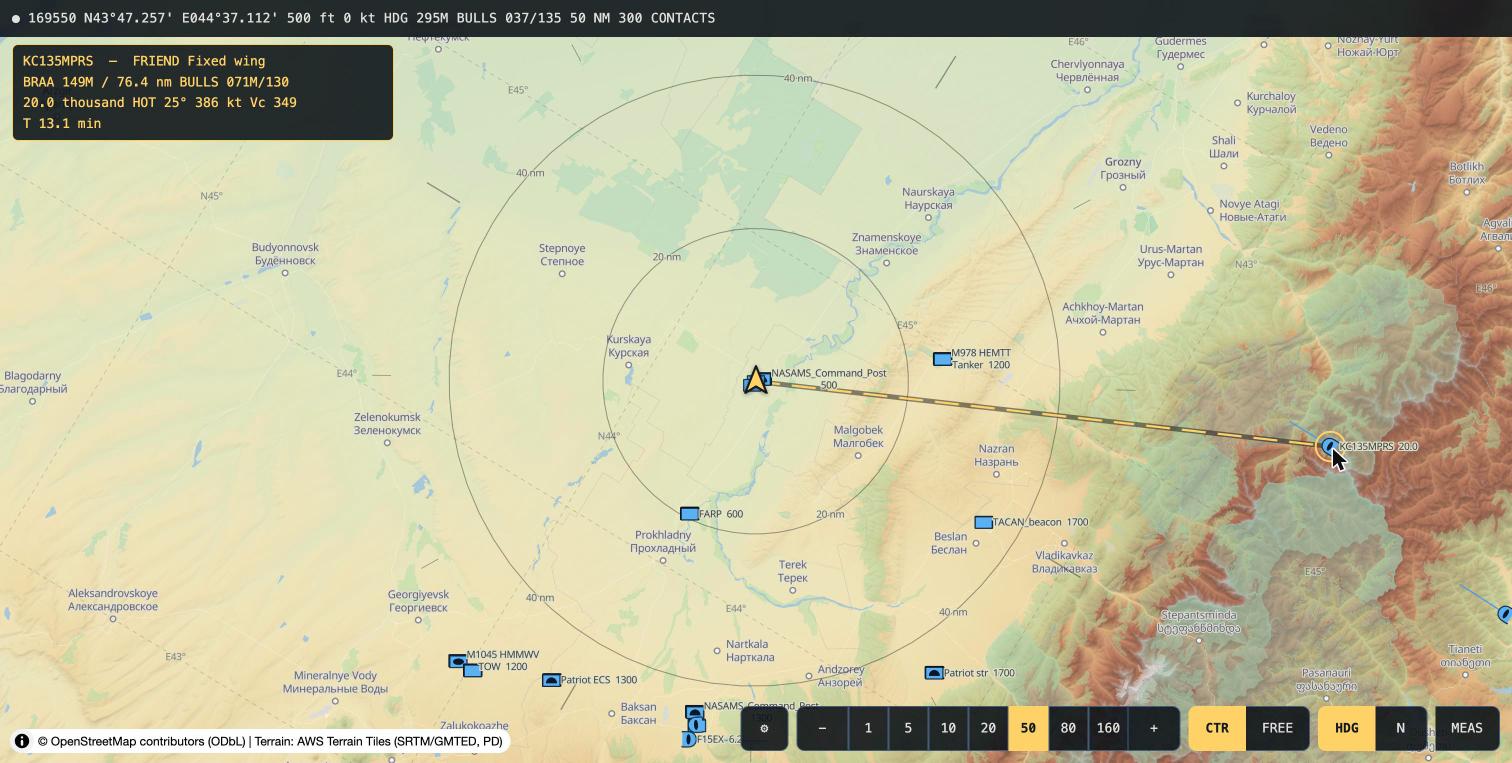 169550 N43°47.257' E044°37.112' 500 ft 0 kt HDG 295M BULLS 037/135 50 NM 300 CONTACTS
KC135MPRS — FRIEND Fixed wing
BRAA 149M / 76.4 nm BULLS 071M/130
20.0 thousand HOT 25° 386 kt Vc 349
T 13.1 min
Нефтекумск
E46°
Gudermes
Гудермес
Nozhay-Yurt
Ножай-Юрт
Chervlyonnaya
Червлённая
40 nm
E45°
Kurchaloy
Курчалой
Shali
Шали
Vedeno
Ведено
Grozny
Грозный
Botlikh
Ботлих
40 nm
N45°
Naurskaya
Наурская
Novye Atagi
Новые-Атаги
Budyonnovsk
Будённовск
Stepnoye
Степное
20 nm
Znamenskoye
Знаменское
Urus-Martan
Урус-Мартан
N43°
E46°
Achkhoy-Martan
Ачхой-Мартан
E45°
Kurskaya
Курская
M978 HEMTT
Tanker 1200
NASAMS_Command_Post
500
Blagodarny
Благодарный
E44°
Zelenokumsk
Зеленокумск
N44°
Malgobek
Малгобек
Nazran
Назрань
KC135MPRS 20.0
FARP 600
20 nm
TACAN_beacon 1700
Prokhladny
Прохладный
Beslan
Беслан
Vladikavkaz
Владикавказ
Terek
Терек
E45°
Aleksandrovskoye
Александровское
Georgiyevsk
Георгиевск
40 nm
E44°
40 nm
Stepantsminda
სტეფანწმინდა
E43°
M1045 HMMWV
TOW 1200
Nartkala
Нарткала
Tianeti
თიანეთი
Mineralnye Vody
Минеральные Воды
Patriot ECS 1300
Andzorey
Анзорей
Patriot str 1700
Pasanauri
ფასანაური
Baksan
Баксан
NASAMS_Command_Post
Zalukokoazhe
F15EX 6.2
⚙ − 1 5 10 20 50 80 160 + CTR FREE HDG N MEAS
© OpenStreetMap contributors (ODbL) | Terrain: AWS Terrain Tiles (SRTM/GMTED, PD)